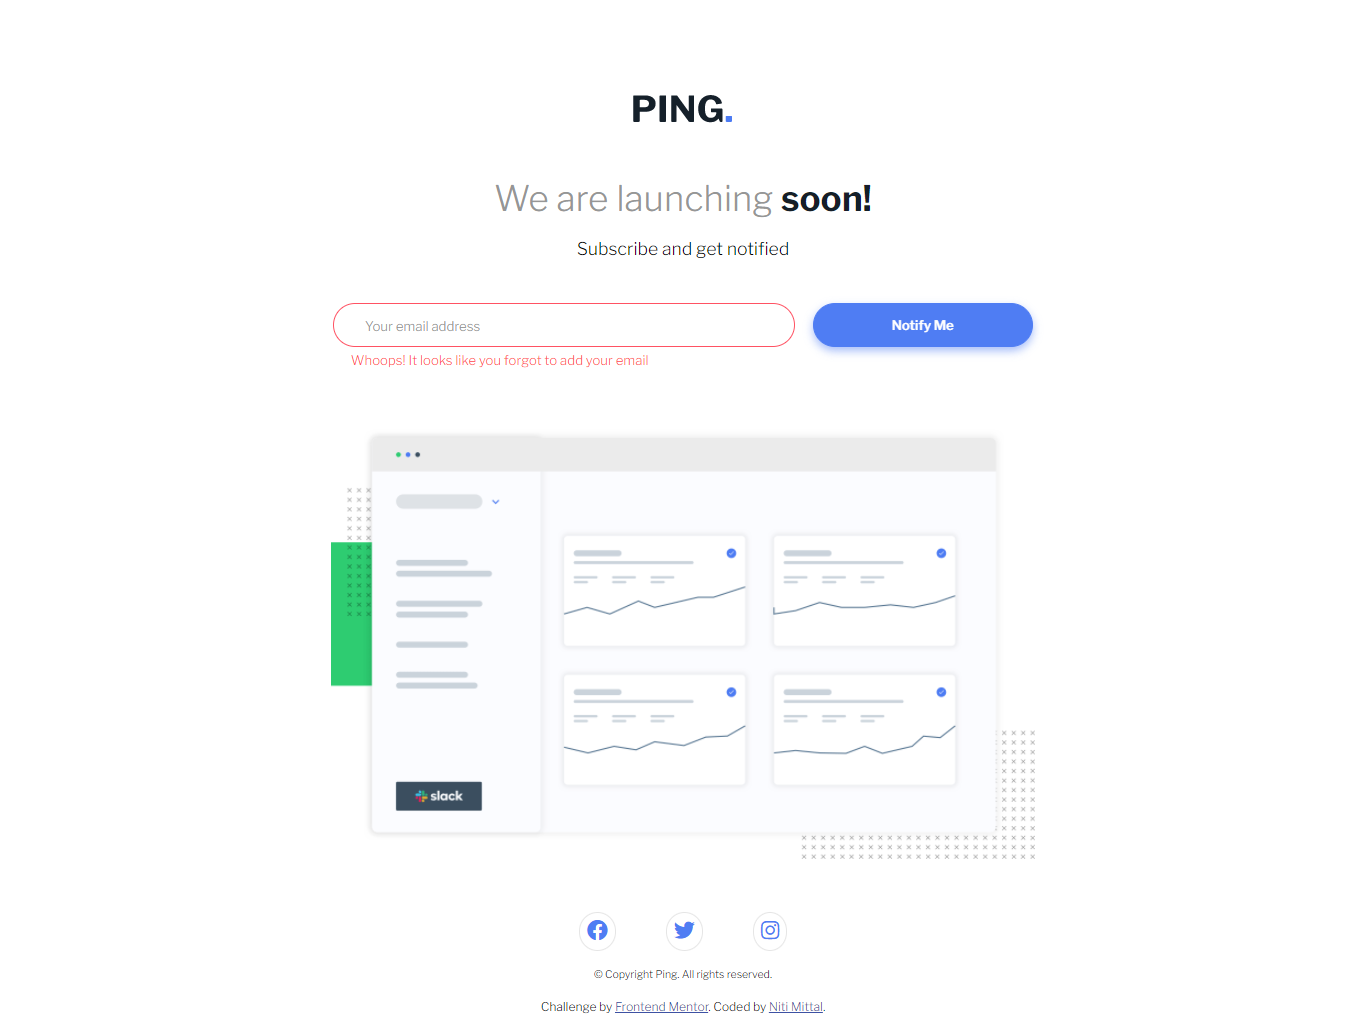 PING.
We are launching soon!
Subscribe and get notified
Your email address
Notify Me
Whoops! It looks like you forgot to add your email
slack
© Copyright Ping. All rights reserved.
Challenge by Frontend Mentor. Coded by Niti Mittal.